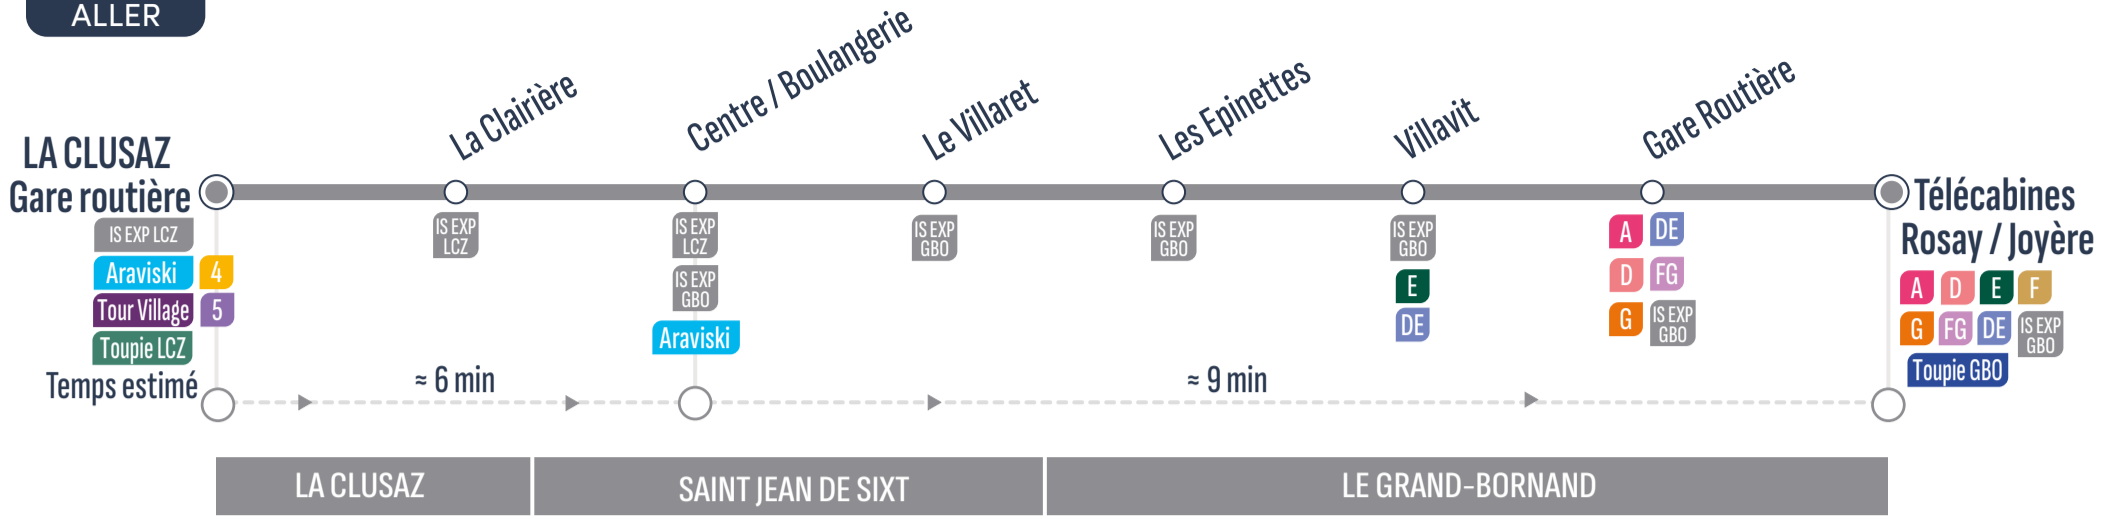 ALLER
La Clairière
Centre / Boulangerie
Le Villaret
Les Epinettes
Villavit
Gare Routière
LA CLUSAZ
Gare routière
IS EXP LCZ
Araviski 4
Tour Village 5
Toupie LCZ
IS EXP
LCZ
IS EXP
LCZ
IS EXP
GBO
Araviski
IS EXP
GBO
IS EXP
GBO
IS EXP
GBO
E
DE
A DE
D FG
G IS EXP
GBO
Télécabines
Rosay / Joyère
A D E F
G FG DE IS EXP
GBO
Toupie GBO
Temps estimé
≈ 6 min
≈ 9 min
LA CLUSAZ
SAINT JEAN DE SIXT
LE GRAND-BORNAND